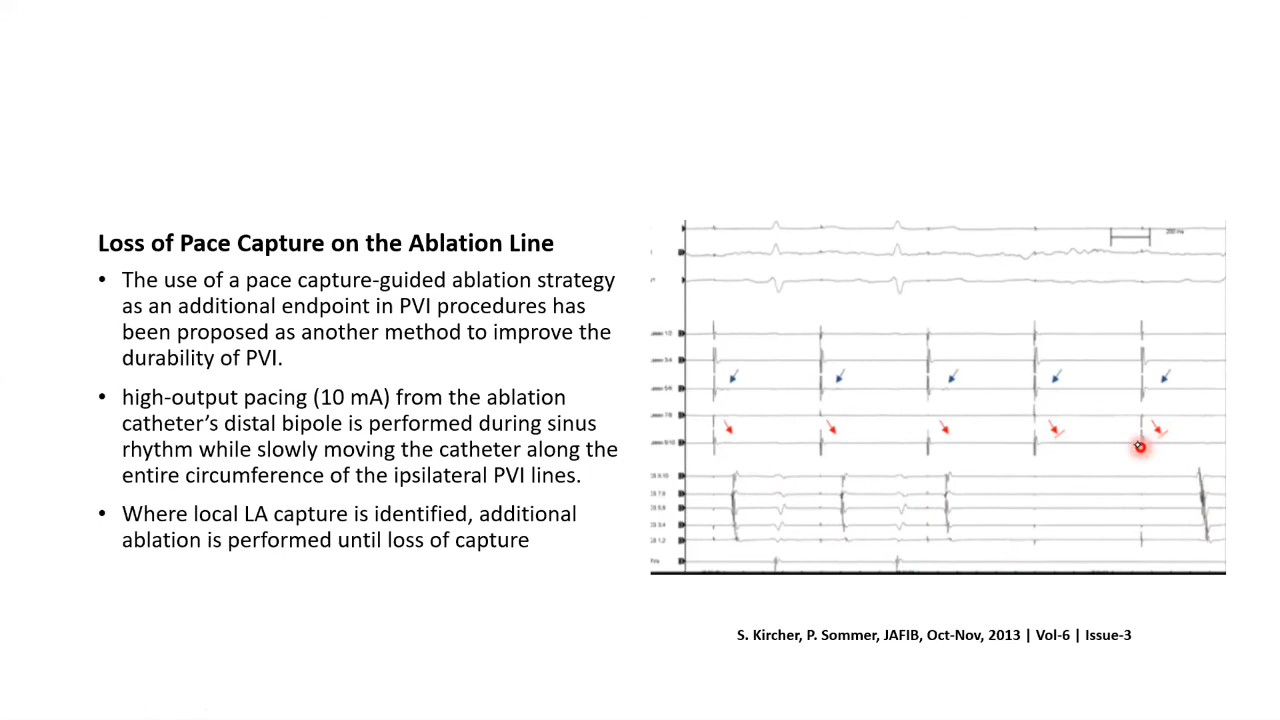 Loss of Pace Capture on the Ablation Line
• The use of a pace capture-guided ablation strategy
as an additional endpoint in PVI procedures has
been proposed as another method to improve the
durability of PVI.
• high-output pacing (10 mA) from the ablation
catheter's distal bipole is performed during sinus
rhythm while slowly moving the catheter along the
entire circumference of the ipsilateral PVI lines.
• Where local LA capture is identified, additional
ablation is performed until loss of capture
200 ms
S. Kircher, P. Sommer, JAFIB, Oct-Nov, 2013 | Vol-6 | Issue-3